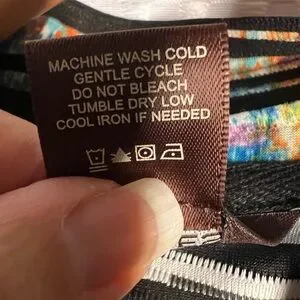 MACHINE WASH COLD
GENTLE CYCLE
DO NOT BLEACH
TUMBLE DRY LOW
COOL IRON IF NEEDED